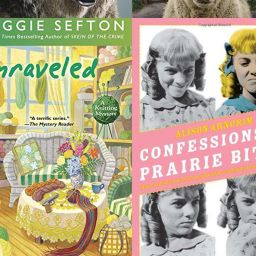 GGIE SEFTON
Times Bestselling Author of SKEIN OF THE CRIME
nraveled
A Knitting
Mystery
"A terrific series."
The Mystery Reader
ALISON ARNGRIM
CONFESSIONS
PRAIRIE BIT